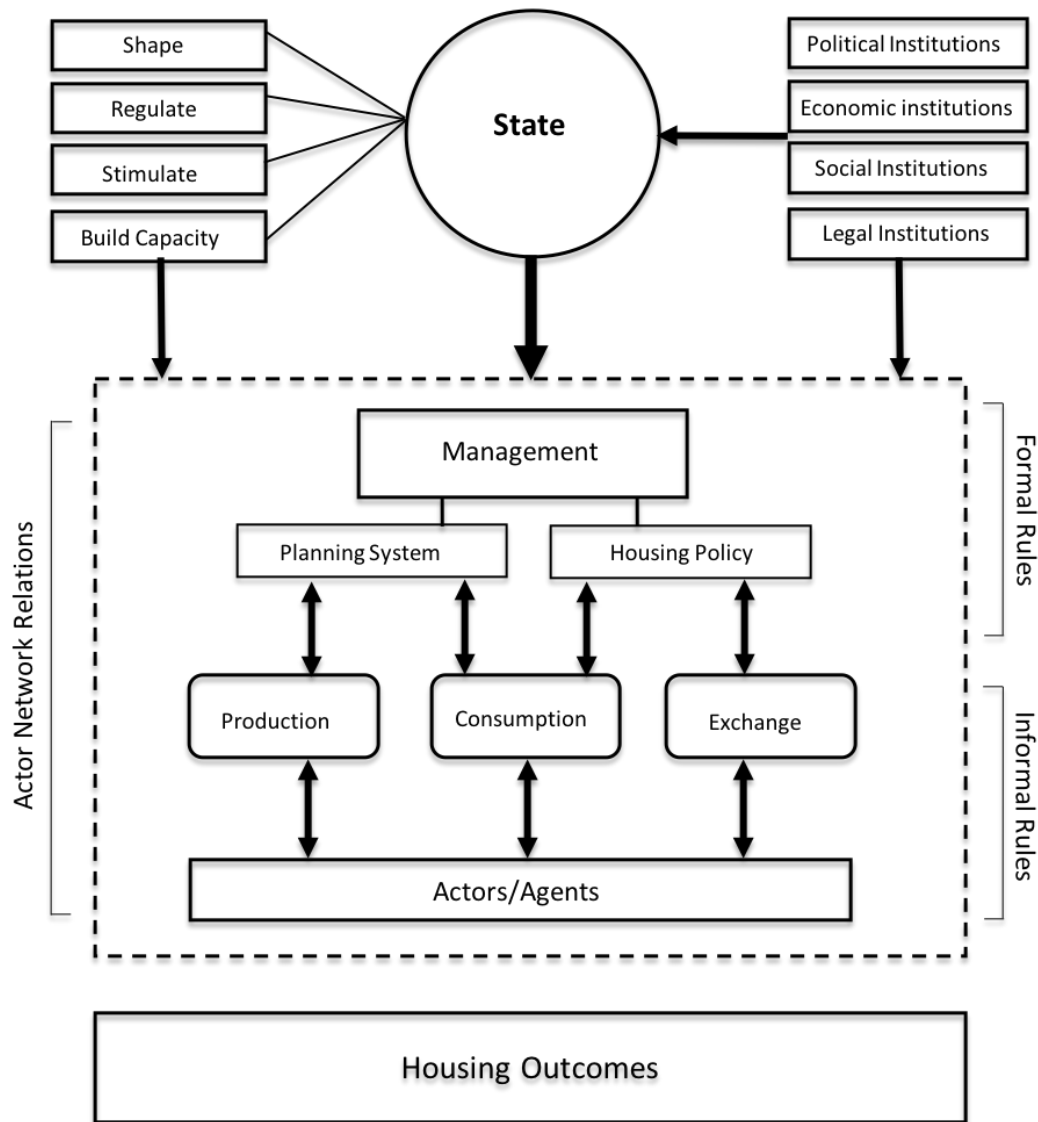 Shape
Regulate
Stimulate
Build Capacity
State
Political Institutions
Economic institutions
Social Institutions
Legal Institutions
Actor Network Relations
Management
Planning System
Housing Policy
Production
Consumption
Exchange
Actors/Agents
Formal Rules
Informal Rules
Housing Outcomes